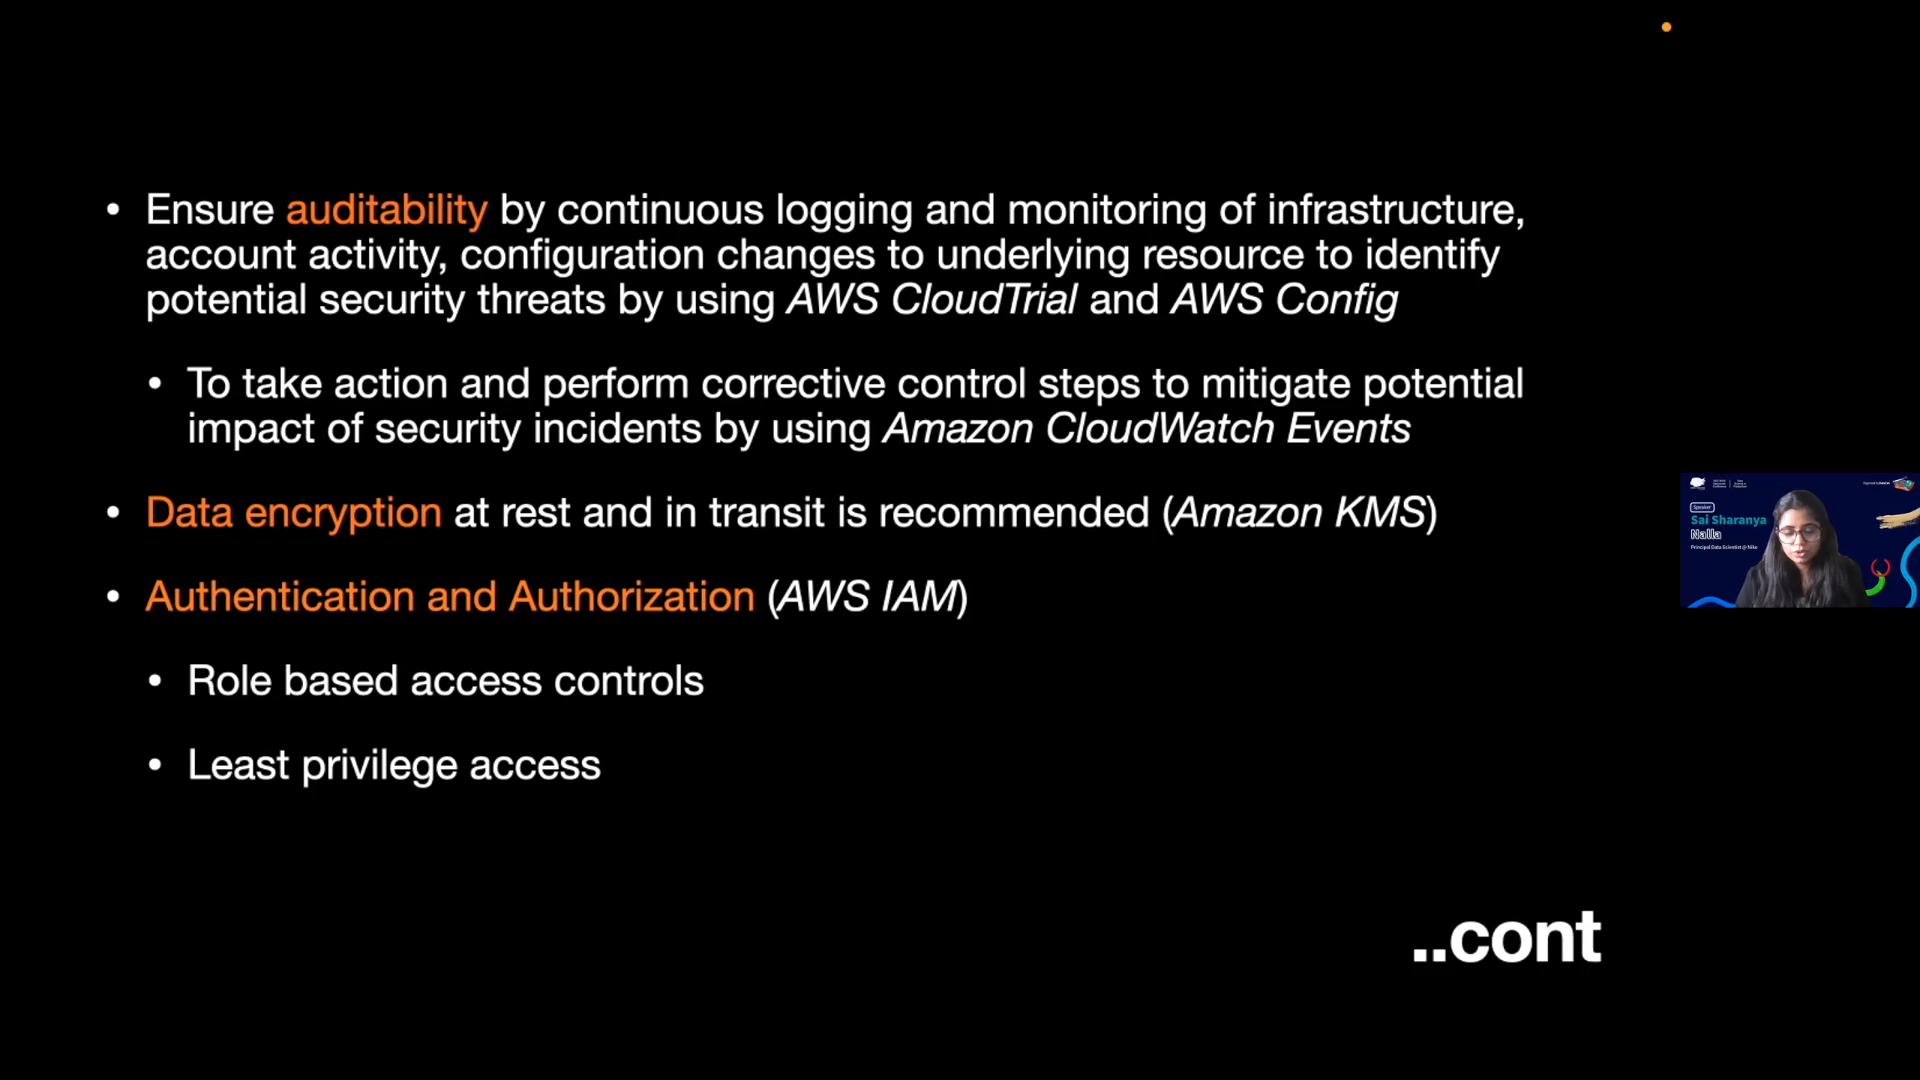 • Ensure auditability by continuous logging and monitoring of infrastructure,
account activity, configuration changes to underlying resource to identify
potential security threats by using AWS CloudTrial and AWS Config
• To take action and perform corrective control steps to mitigate potential
impact of security incidents by using Amazon CloudWatch Events
• Data encryption at rest and in transit is recommended (Amazon KMS)
• Authentication and Authorization (AWS IAM)
• Role based access controls
• Least privilege access
..cont
Speaker
Sai Sharanya
Nalla
Principal Data Scientist @ Nike